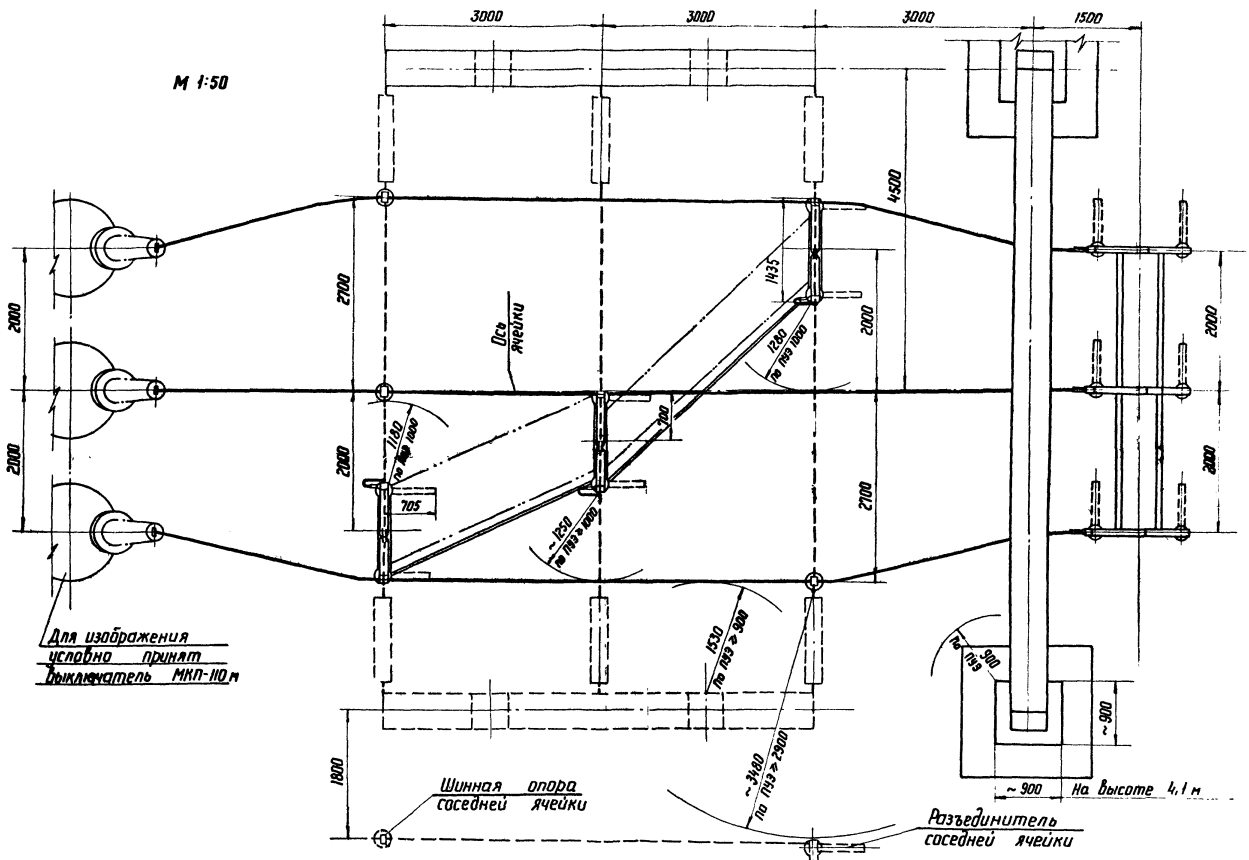 3000
3000
3000
1500
М 1:50
4500
2700
1435
2000
2000
2000
Ось
ячейки
1280
по ПУЭ 1000
700
1180
по ПУЭ 1000
2000
2000
705
~1250
по ПУЭ ≥ 1000
2700
2000
Для изображения
условно принят
выключатель МКП-110м
1530
по ПУЭ ≥ 900
900
по ПУЭ
~ 900
1800
~3480
по ПУЭ ≥ 2900
~ 900
На высоте 4,1 м
Шинная опора
соседней ячейки
Разъединитель
соседней ячейки